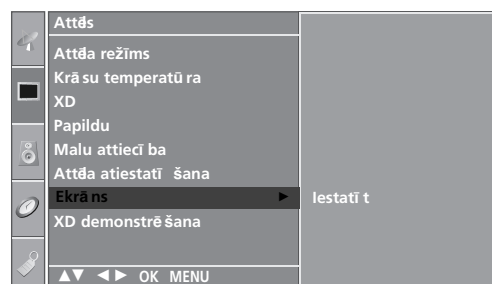 Attēls
Attēla režīms
Krāsu temperatūra
XD
Papildu
Malu attiecība
Attēla atiestatīšana
Ekrāns ► Iestatīt
XD demonstrēšana
▲▼ ◄► OK MENU